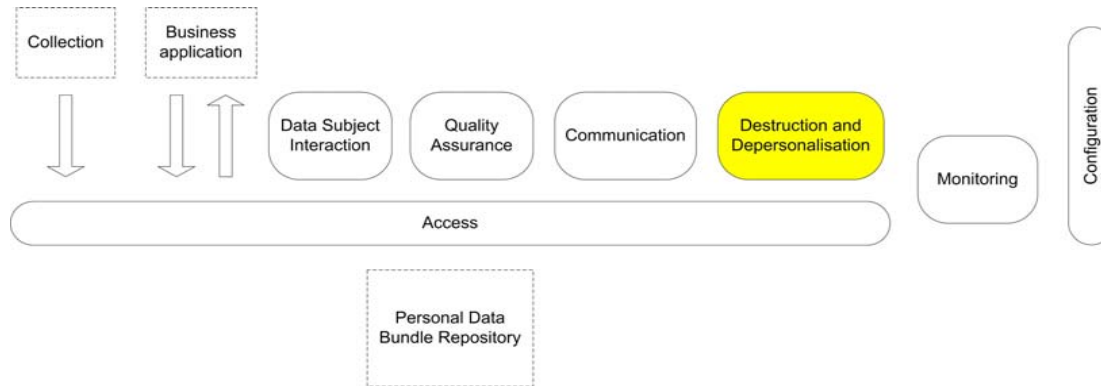 Collection
Business
application
Data Subject
Interaction
Quality
Assurance
Communication
Destruction and
Depersonalisation
Monitoring
Configuration
Access
Personal Data
Bundle Repository